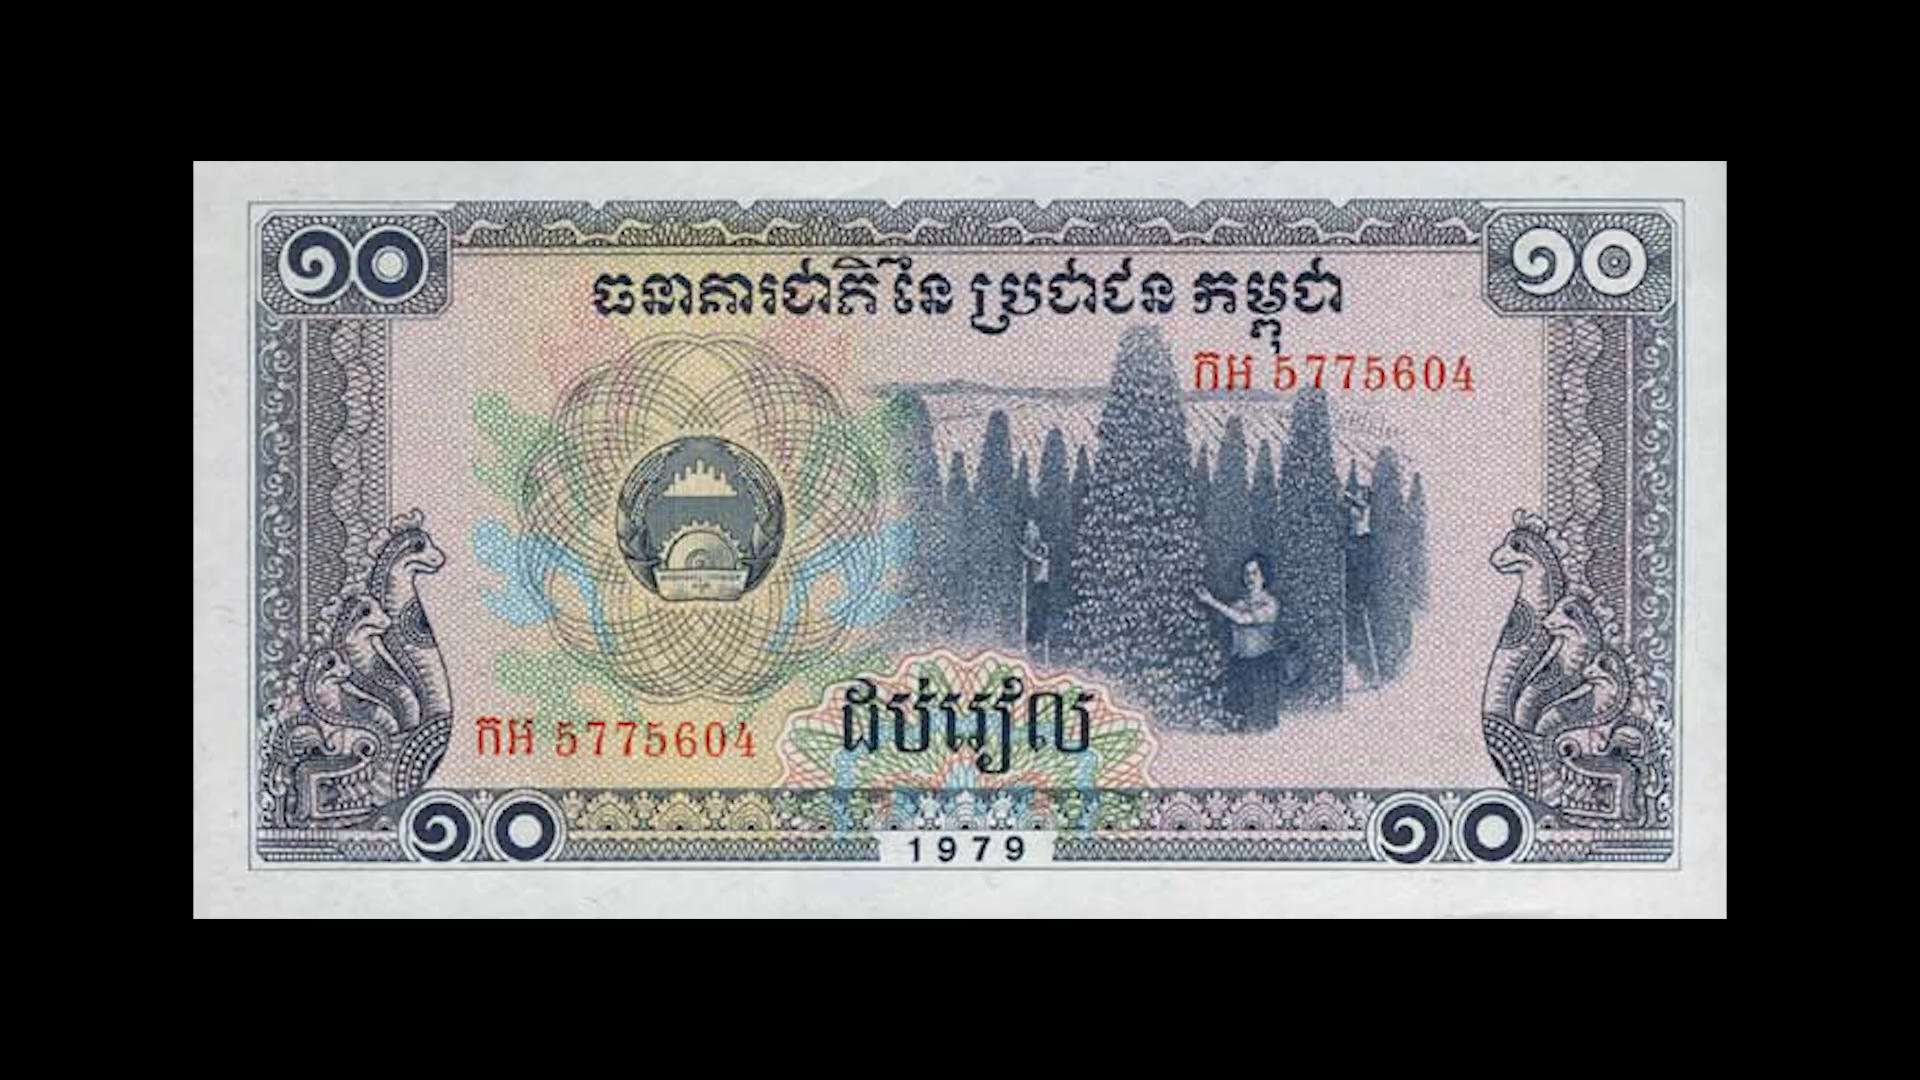 ១០ ១០
ធនាគារជាតិនៃ ប្រជាជន កម្ពុជា
កអ 5775604
ដប់រៀល
កអ 5775604
១០ ១០
1979